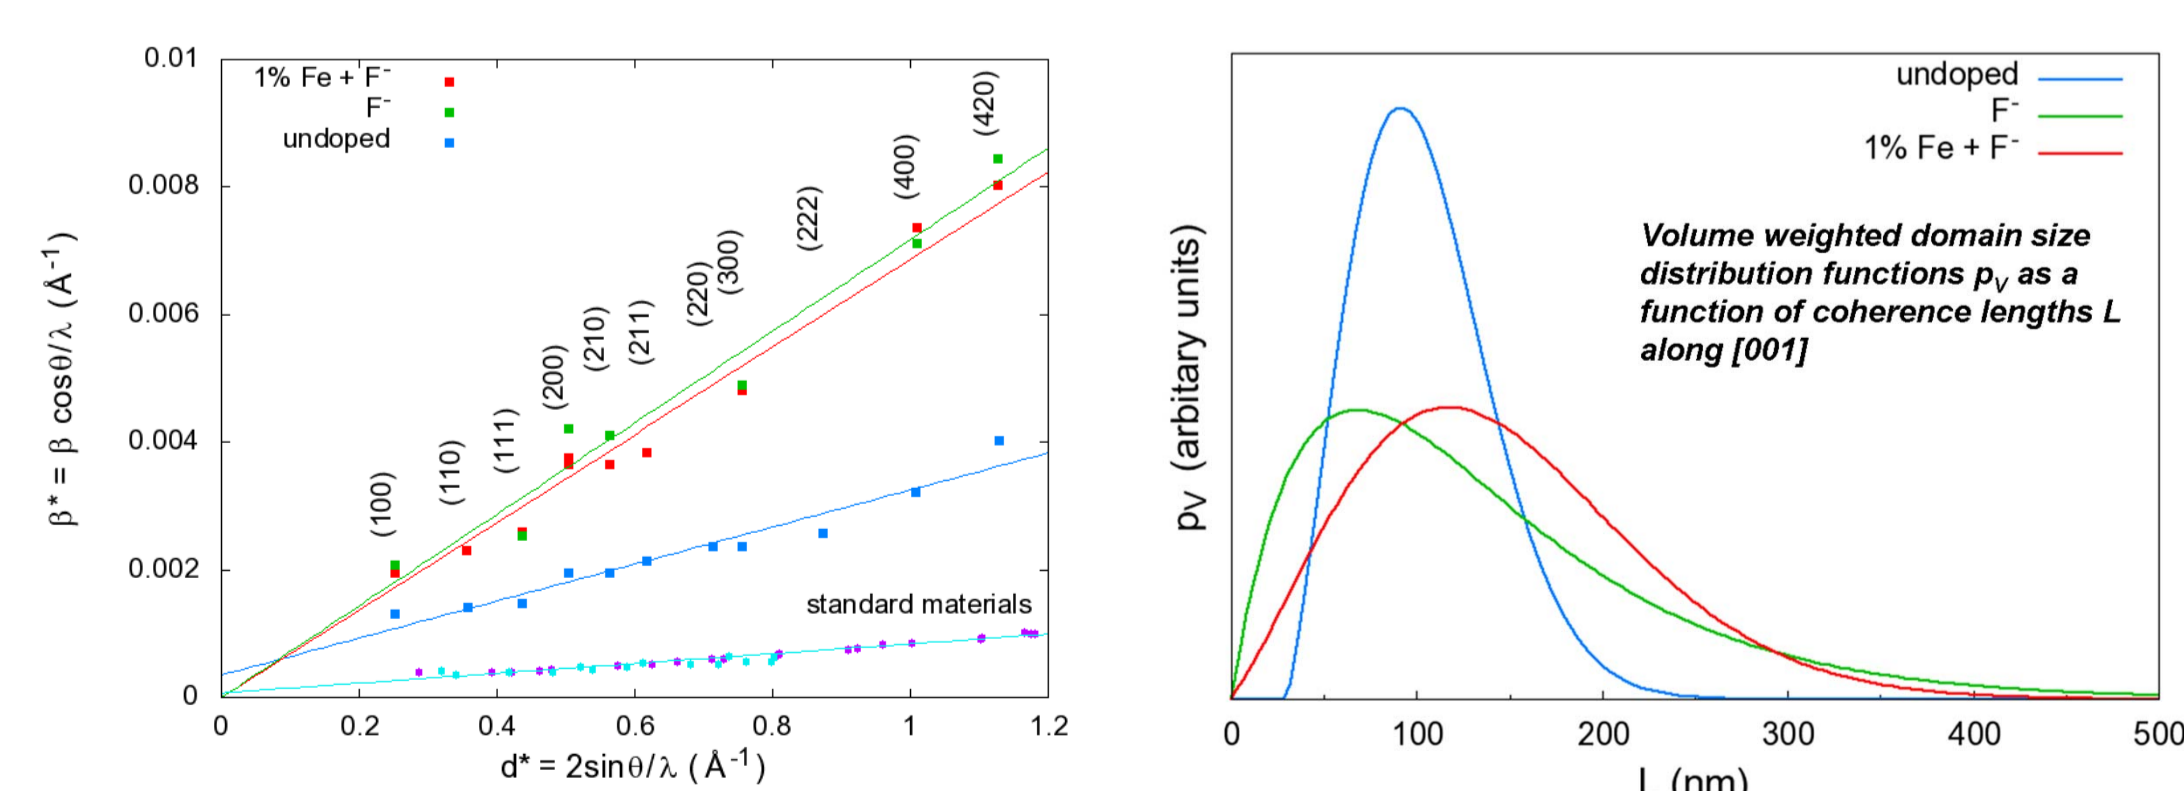 0.01
0.008
0.006
0.004
0.002
0
β* = β cosθ/λ (Å⁻¹)
1% Fe + F⁻
F⁻
undoped
(100)
(110)
(111)
(200)
(210)
(211)
(220)
(300)
(222)
(400)
(420)
standard materials
0 0.2 0.4 0.6 0.8 1 1.2
d* = 2sinθ/λ (Å⁻¹)
pV (arbitary units)
undoped
F⁻
1% Fe + F⁻
Volume weighted domain size
distribution functions pV as a
function of coherence lengths L
along [001]
0 100 200 300 400 500
L (nm)